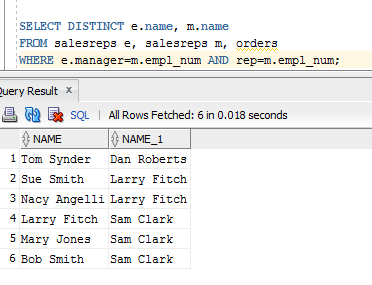 SELECT DISTINCT e.name, m.name
FROM salesreps e, salesreps m, orders
WHERE e.manager=m.empl_num AND rep=m.empl_num;
Query Result x
SQL | All Rows Fetched: 6 in 0.018 seconds
NAME NAME_1
1 Tom Synder Dan Roberts
2 Sue Smith Larry Fitch
3 Nacy Angelli Larry Fitch
4 Larry Fitch Sam Clark
5 Mary Jones Sam Clark
6 Bob Smith Sam Clark